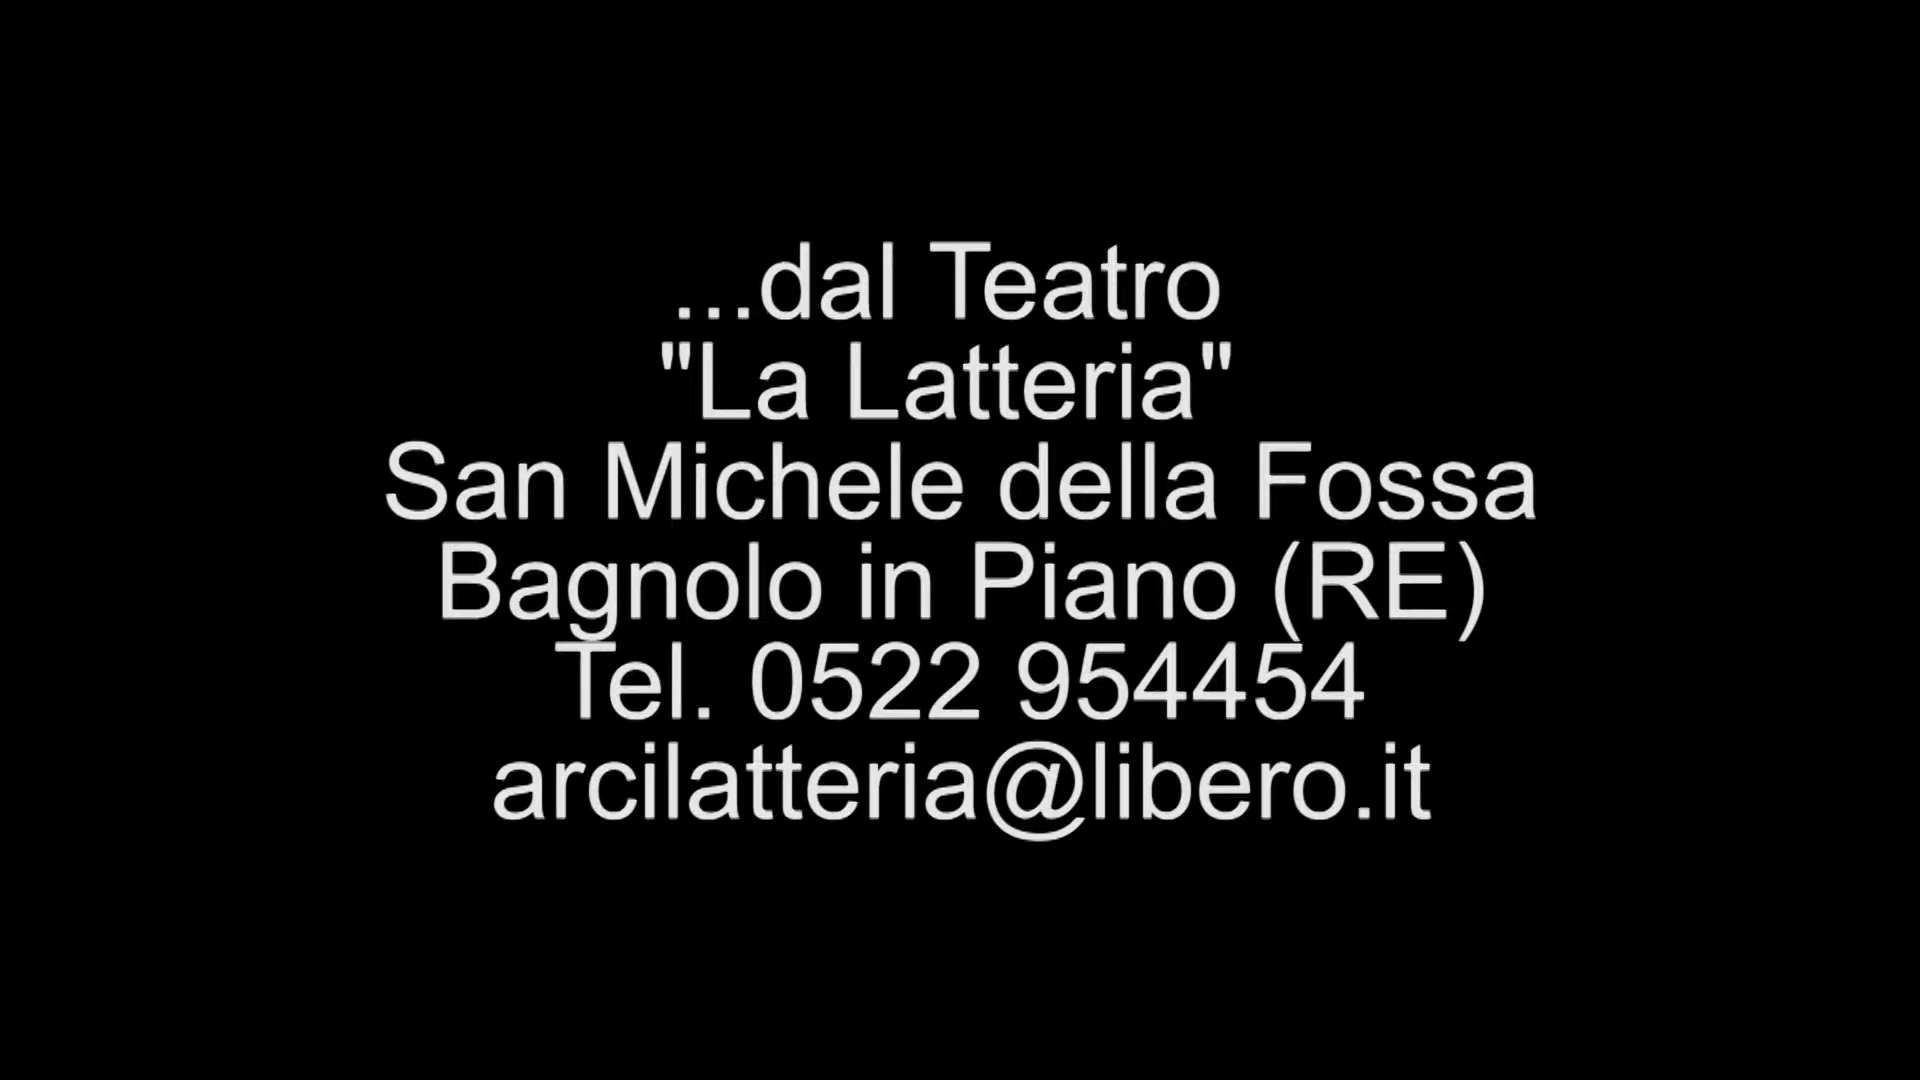 ...dal Teatro
"La Latteria"
San Michele della Fossa
Bagnolo in Piano (RE)
Tel. 0522 954454
arcilatteria@libero.it